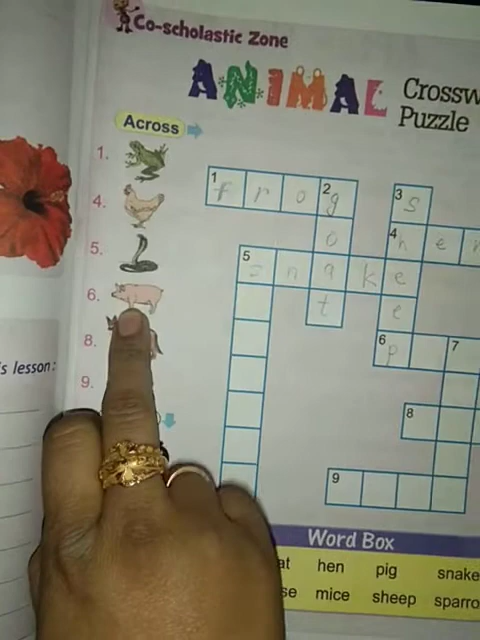 Co-scholastic Zone
ANIMAL
Puzzle
Across
1.
4.
5.
6.
8.
9.
1 f r o 2 g
3 s
o
4 h e
5 s n a k e
t e
6 p 7
8
9
s lesson:
Word Box
hen pig snake
mice sheep